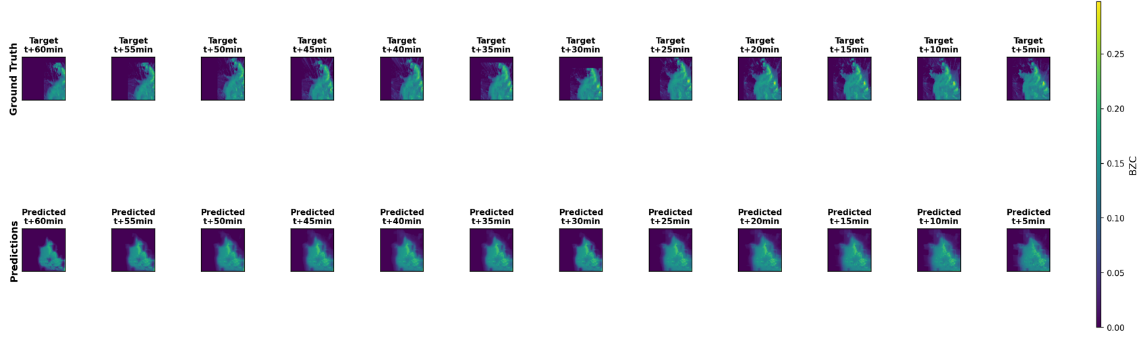 Ground Truth
Target
t+60min
Target
t+55min
Target
t+50min
Target
t+45min
Target
t+40min
Target
t+35min
Target
t+30min
Target
t+25min
Target
t+20min
Target
t+15min
Target
t+10min
Target
t+5min
Predictions
Predicted
t+60min
Predicted
t+55min
Predicted
t+50min
Predicted
t+45min
Predicted
t+40min
Predicted
t+35min
Predicted
t+30min
Predicted
t+25min
Predicted
t+20min
Predicted
t+15min
Predicted
t+10min
Predicted
t+5min
0.25
0.20
0.15
0.10
0.05
0.00
BZC